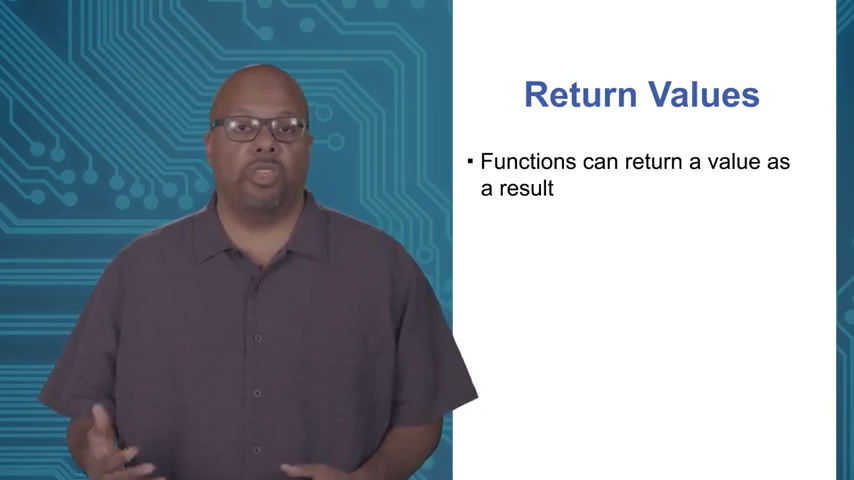 Return Values
▪ Functions can return a value as
a result